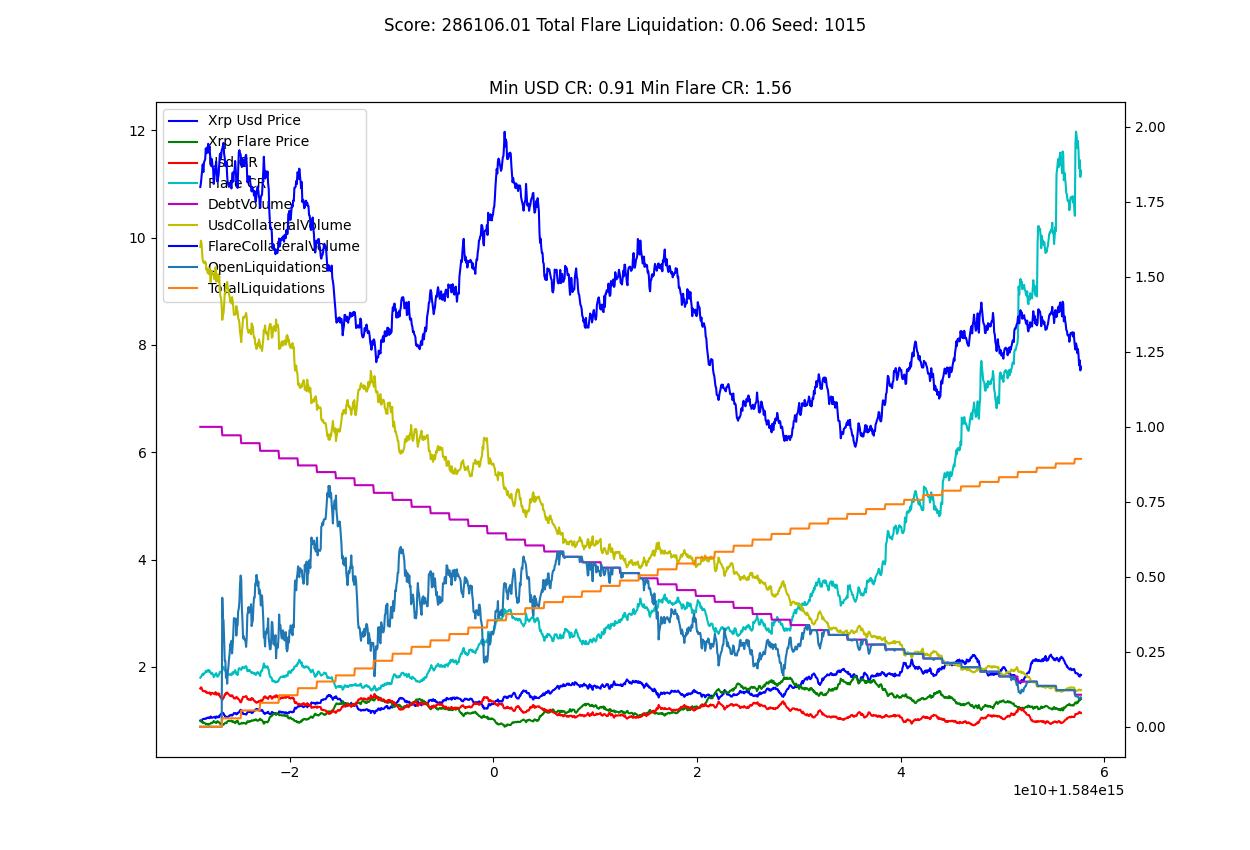 Score: 286106.01 Total Flare Liquidation: 0.06 Seed: 1015
Min USD CR: 0.91 Min Flare CR: 1.56
Xrp Usd Price
Xrp Flare Price
Usd CR
Flare CR
DebtVolume
UsdCollateralVolume
FlareCollateralVolume
OpenLiquidations
TotalLiquidations
12
10
8
6
4
2
2.00
1.75
1.50
1.25
1.00
0.75
0.50
0.25
0.00
−2
0
2
4
6
1e10+1.584e15